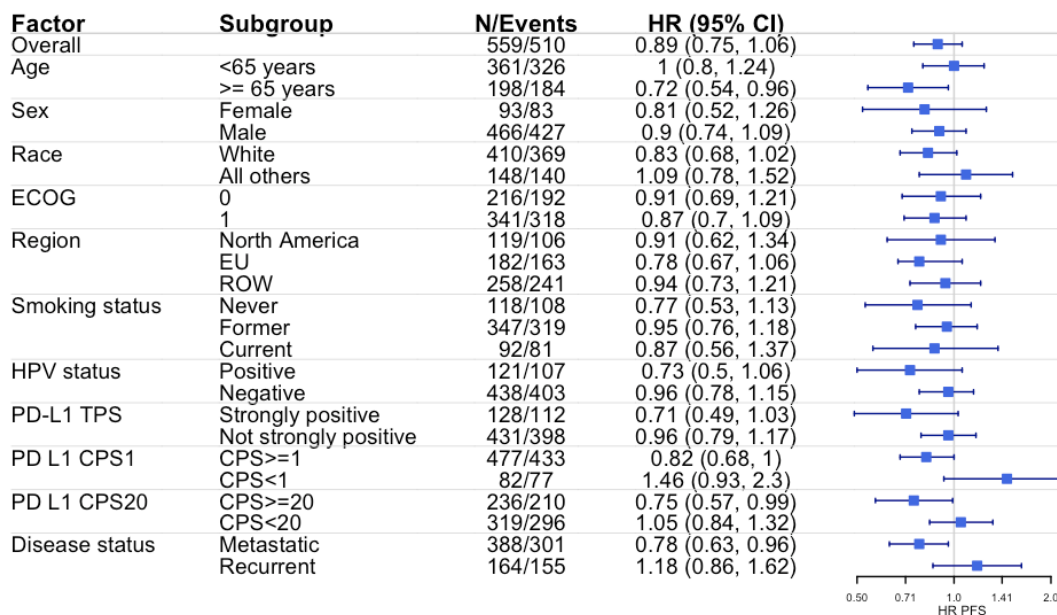 Factor Subgroup N/Events HR (95% CI)
Overall 559/510 0.89 (0.75, 1.06)
Age <65 years 361/326 1 (0.8, 1.24)
>= 65 years 198/184 0.72 (0.54, 0.96)
Sex Female 93/83 0.81 (0.52, 1.26)
Male 466/427 0.9 (0.74, 1.09)
Race White 410/369 0.83 (0.68, 1.02)
All others 148/140 1.09 (0.78, 1.52)
ECOG 0 216/192 0.91 (0.69, 1.21)
1 341/318 0.87 (0.7, 1.09)
Region North America 119/106 0.91 (0.62, 1.34)
EU 182/163 0.78 (0.67, 1.06)
ROW 258/241 0.94 (0.73, 1.21)
Smoking status Never 118/108 0.77 (0.53, 1.13)
Former 347/319 0.95 (0.76, 1.18)
Current 92/81 0.87 (0.56, 1.37)
HPV status Positive 121/107 0.73 (0.5, 1.06)
Negative 438/403 0.96 (0.78, 1.15)
PD-L1 TPS Strongly positive 128/112 0.71 (0.49, 1.03)
Not strongly positive 431/398 0.96 (0.79, 1.17)
PD L1 CPS1 CPS>=1 477/433 0.82 (0.68, 1)
CPS<1 82/77 1.46 (0.93, 2.3)
PD L1 CPS20 CPS>=20 236/210 0.75 (0.57, 0.99)
CPS<20 319/296 1.05 (0.84, 1.32)
Disease status Metastatic 388/301 0.78 (0.63, 0.96)
Recurrent 164/155 1.18 (0.86, 1.62)
0.50 0.71 1.0 1.41 2.0
HR PFS